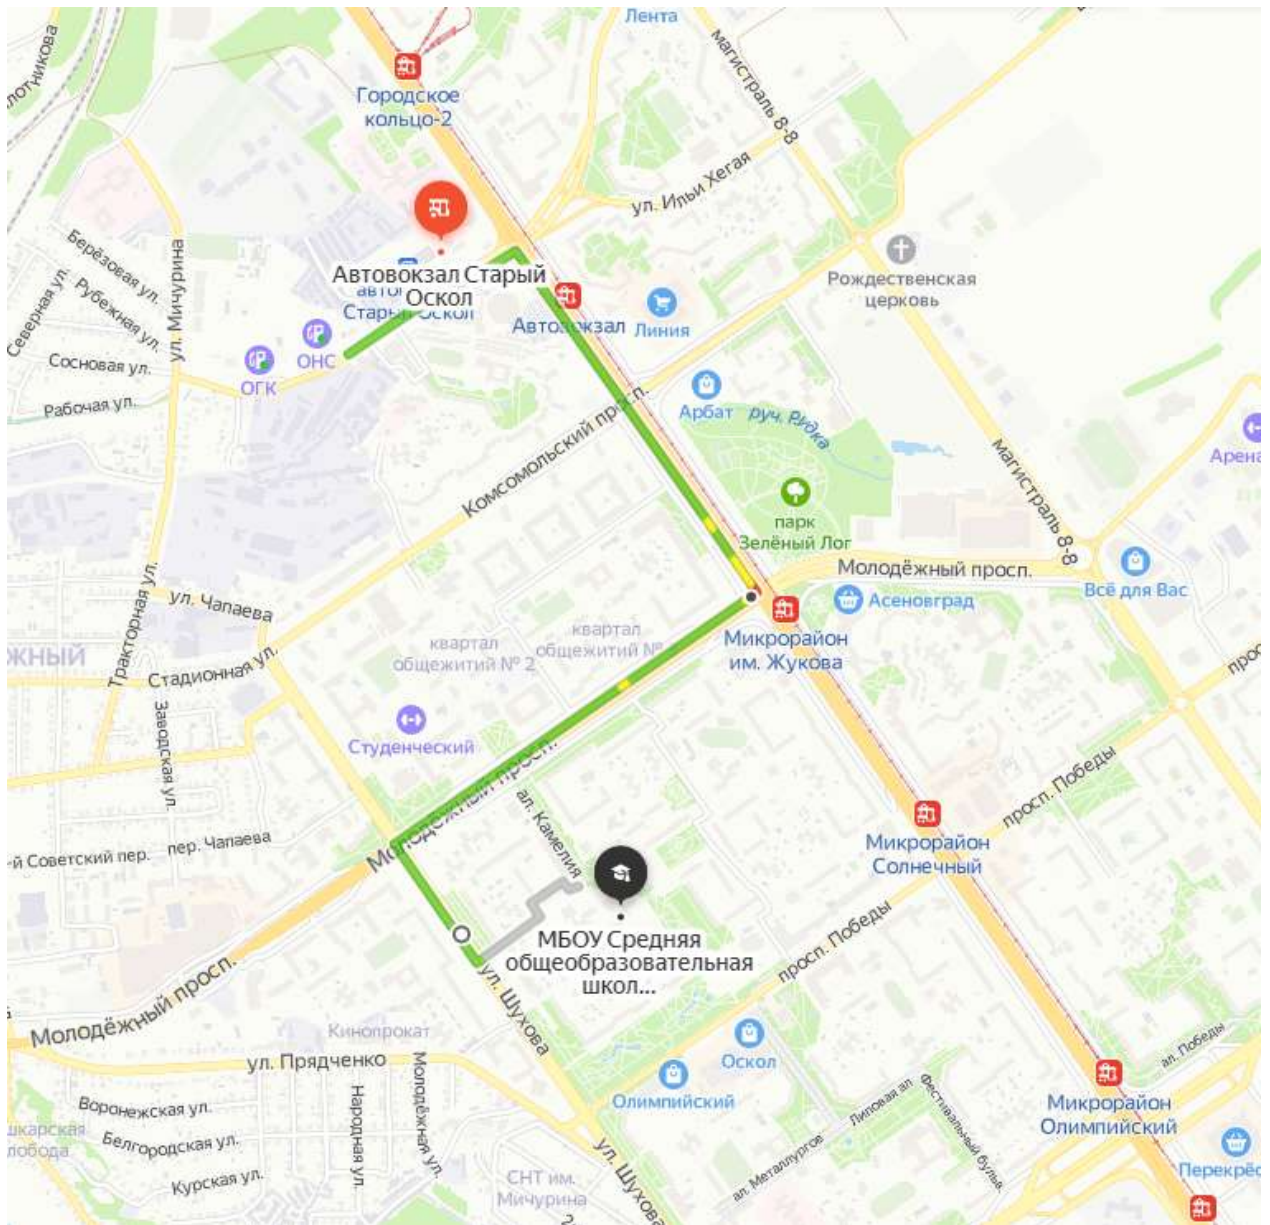 Лента
магистраль 8-8
Городское
кольцо-2
ул. Ильи Хегая
Берёзовая ул.
Рубежная ул.
Северная ул.
ул. Мичурина
Рождественская
церковь
Автовокзал Старый
Оскол
Старый Оскол
Автовокзал
Линия
ОНС
ОГК
Сосновая ул.
Рабочая ул.
Арбат
руч. Рудка
Комсомольский просп.
магистраль 8-8
парк
Зелёный Лог
Молодёжный просп.
Всё для Вас
Асеновград
Тракторная ул.
ул. Чапаева
квартал
общежитий № 2
квартал
общежитий №
Микрорайон
им. Жукова
Стадионная ул.
Заводская ул.
Студенческий
Молодёжный просп.
ал. Камелия
просп. Победы
Микрорайон
Солнечный
пер. Чапаева
й Советский пер.
МБОУ Средняя
общеобразовательная
школ...
просп. Победы
ул. Шухова
Молодёжный просп.
Кинопрокат
ул. Прядченко
Оскол
Олимпийский
Молодёжная ул.
Народная ул.
Воронежская ул.
Белгородская ул.
Курская ул.
СНТ им.
Мичурина
ул. Шухова
ал. Металлургов
Липовая ал.
Фестивальный бульв.
ал. Победы
Микрорайон
Олимпийский